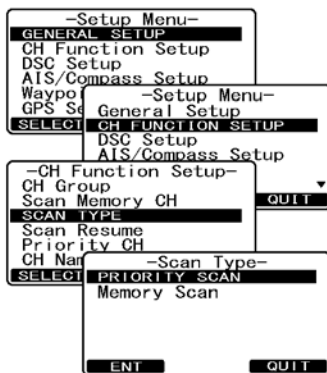 -Setup Menu-
GENERAL SETUP
CH Function Setup
DSC Setup
AIS/Compass Setup
GPS
SELECT
-Setup Menu-
General Setup
CH FUNCTION SETUP
DSC Setup
AIS/Compass Setup
QUIT
-CH Function Setup-
CH Group
Scan Memory CH
SCAN TYPE
Scan Resume
Priority CH
CH
SELECT
-Scan Type-
PRIORITY SCAN
Memory Scan
ENT QUIT